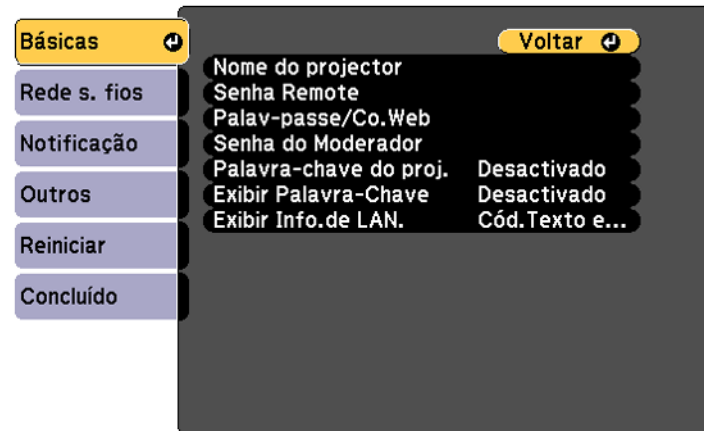 Básicas
Rede s. fios
Notificação
Outros
Reiniciar
Concluído
Voltar
Nome do projector
Senha Remote
Palav-passe/Co.Web
Senha do Moderador
Palavra-chave do proj. Desactivado
Exibir Palavra-Chave Desactivado
Exibir Info.de LAN. Cód.Texto e...